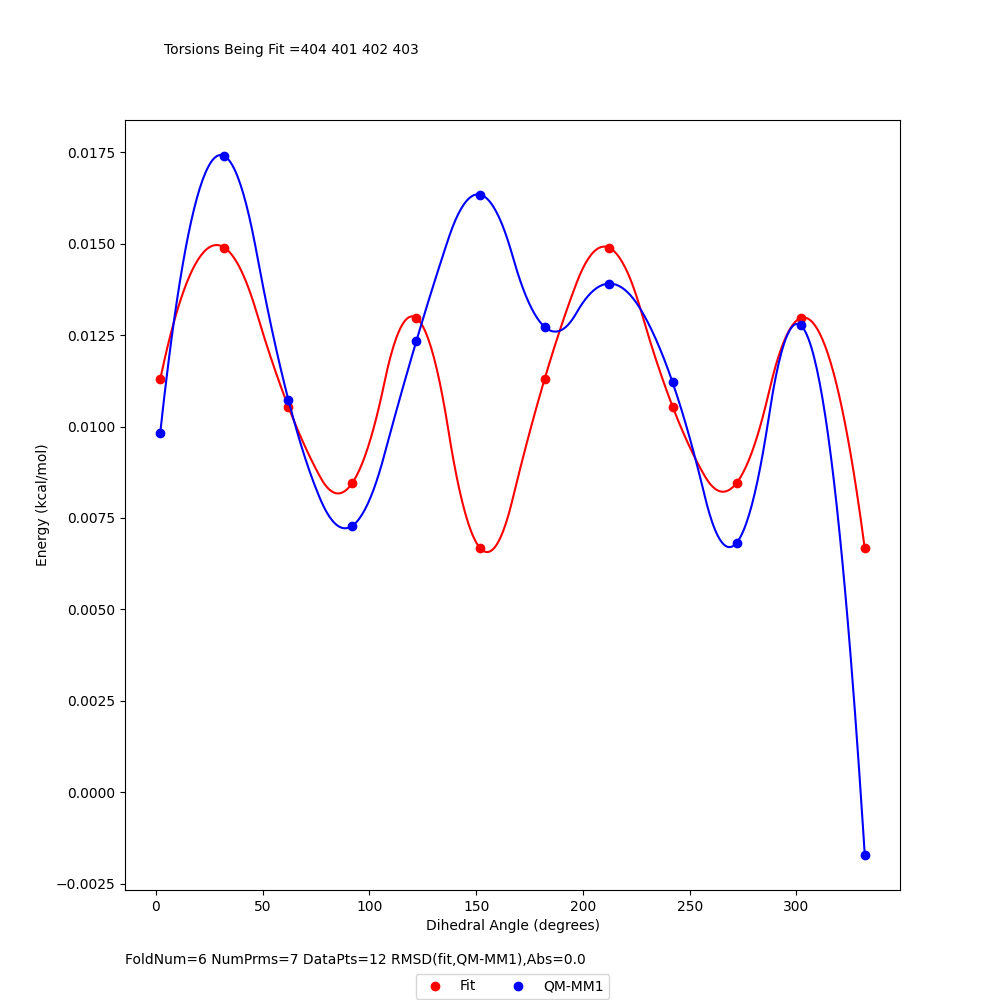 Torsions Being Fit =404 401 402 403
0.0175
0.0150
0.0125
0.0100
0.0075
0.0050
0.0025
0.0000
−0.0025
Energy (kcal/mol)
0 50 100 150 200 250 300
Dihedral Angle (degrees)
FoldNum=6 NumPrms=7 DataPts=12 RMSD(fit,QM-MM1),Abs=0.0
Fit QM-MM1